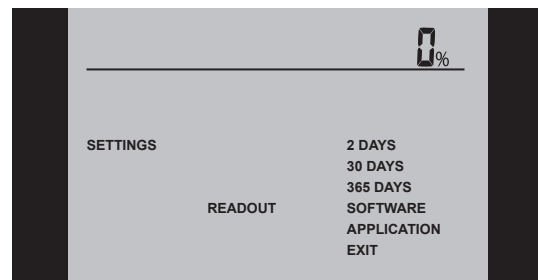 0%
SETTINGS 2 DAYS
30 DAYS
365 DAYS
READOUT SOFTWARE
APPLICATION
EXIT